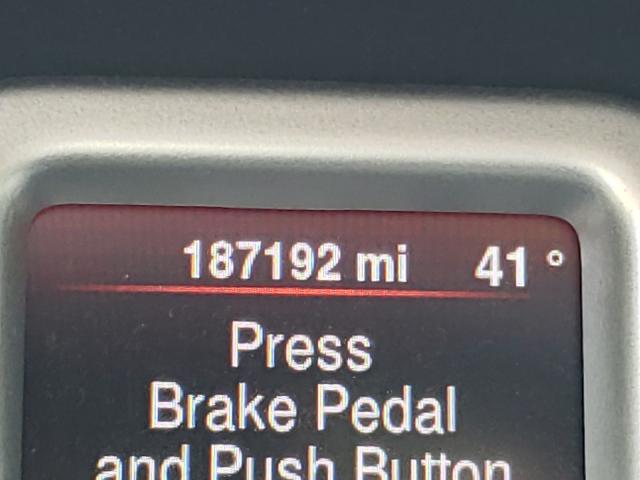 187192 mi 41 °
Press
Brake Pedal
and Push Button